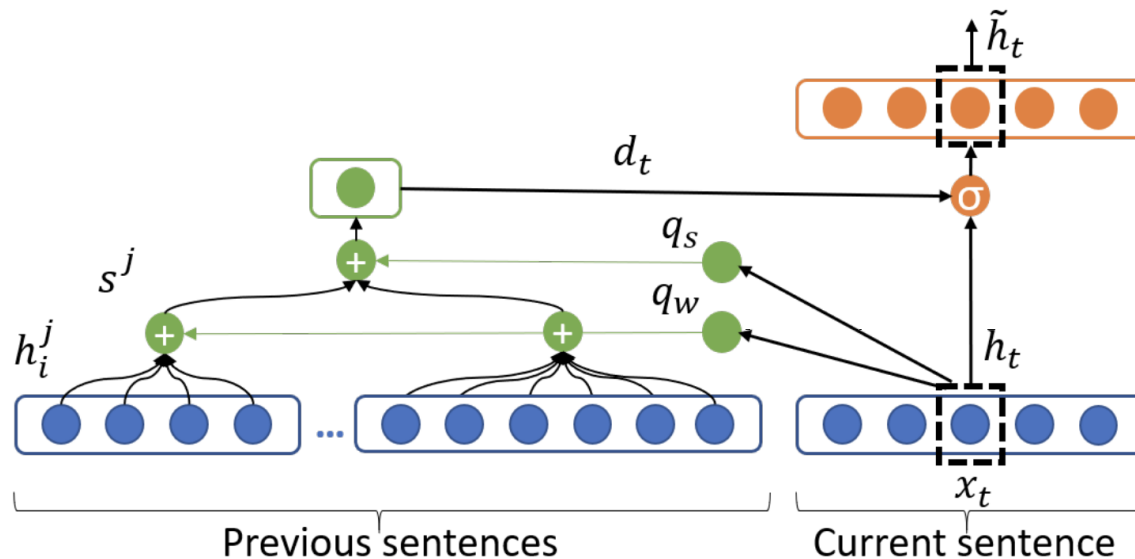 h̃_t
d_t
σ
q_s
+
s^j
q_w
+
+
h_i^j
h_t
...
x_t
Previous sentences
Current sentence